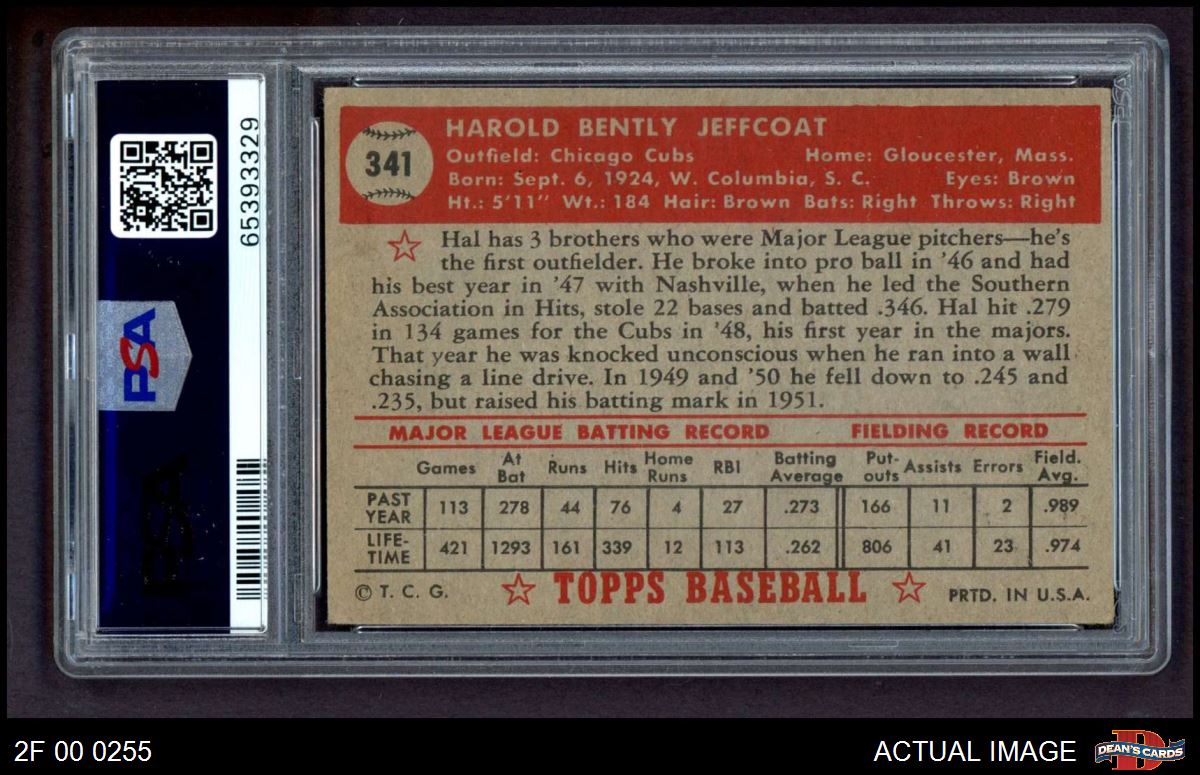 65393329
PSA
PSA
341
HAROLD BENTLY JEFFCOAT
Outfield: Chicago Cubs Home: Gloucester, Mass.
Born: Sept. 6, 1924, W. Columbia, S. C. Eyes: Brown
Ht.: 5'11" Wt.: 184 Hair: Brown Bats: Right Throws: Right
Hal has 3 brothers who were Major League pitchers—he's
the first outfielder. He broke into pro ball in '46 and had
his best year in '47 with Nashville, when he led the Southern
Association in Hits, stole 22 bases and batted .346. Hal hit .279
in 134 games for the Cubs in '48, his first year in the majors.
That year he was knocked unconscious when he ran into a wall
chasing a line drive. In 1949 and '50 he fell down to .245 and
.235, but raised his batting mark in 1951.
MAJOR LEAGUE BATTING RECORD FIELDING RECORD
Games At Bat Runs Hits Home Runs RBI Batting Average Put-outs Assists Errors Field. Avg.
PAST YEAR 113 278 44 76 4 27 .273 166 11 2 .989
LIFE-TIME 421 1293 161 339 12 113 .262 806 41 23 .974
© T. C. G. TOPPS BASEBALL PRTD. IN U.S.A.
2F 00 0255 ACTUAL IMAGE DEAN'S CARDS